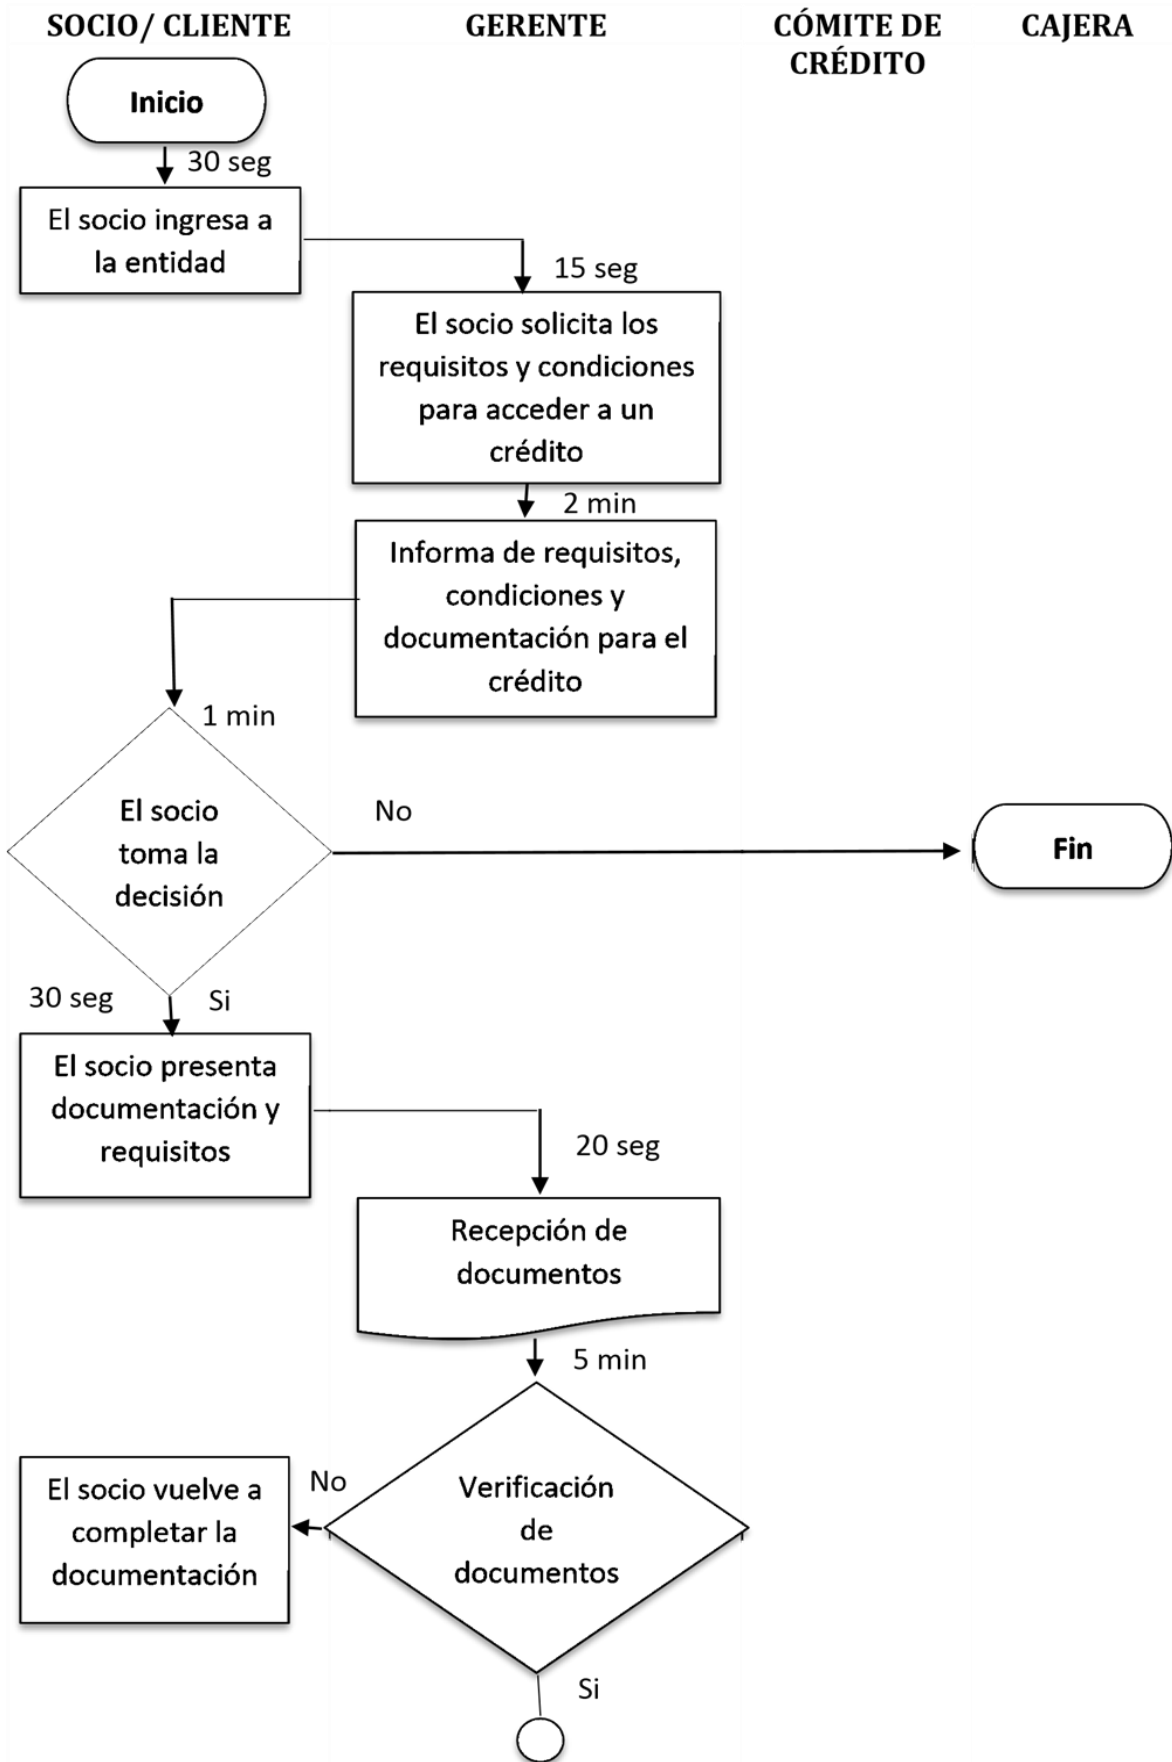 SOCIO/ CLIENTE
GERENTE
CÓMITE DE
CRÉDITO
CAJERA
Inicio
30 seg
El socio ingresa a
la entidad
15 seg
El socio solicita los
requisitos y condiciones
para acceder a un
crédito
2 min
Informa de requisitos,
condiciones y
documentación para el
crédito
1 min
El socio
toma la
decisión
No
Fin
30 seg
Si
El socio presenta
documentación y
requisitos
20 seg
Recepción de
documentos
5 min
Verificación
de
documentos
No
El socio vuelve a
completar la
documentación
Si